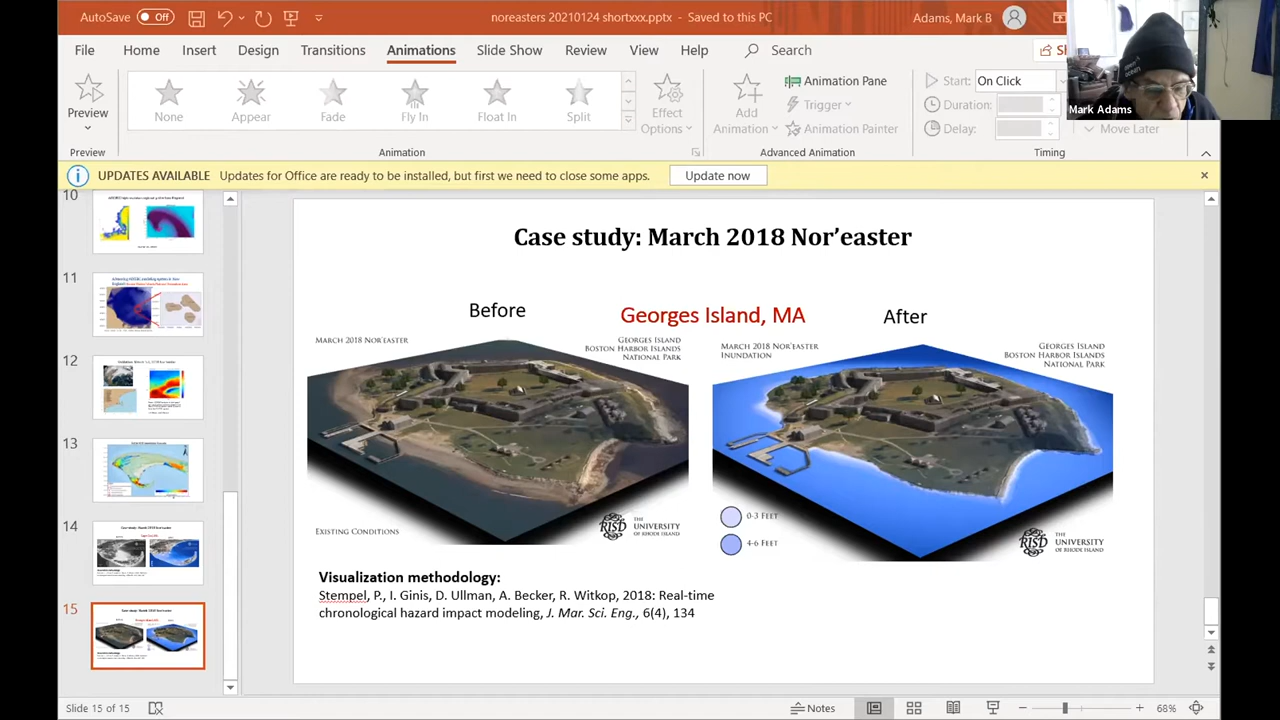 AutoSave Off
noreasters 20210124 shortxxx.pptx - Saved to this PC
Adams, Mark B
File Home Insert Design Transitions Animations Slide Show Review View Help Search
Mark Adams
Preview
None Appear Fade Fly In Float In Split
Effect Options
Add Animation
Animation Pane
Trigger
Animation Painter
Start: On Click
Duration:
Delay:
Move Later
Preview Animation Advanced Animation Timing
UPDATES AVAILABLE Updates for Office are ready to be installed, but first we need to close some apps. Update now
10
11
12
13
14
15
Case study: March 2018 Nor’easter
Before Georges Island, MA After
MARCH 2018 NOR'EASTER
GEORGES ISLAND
BOSTON HARBOR ISLANDS
NATIONAL PARK
EXISTING CONDITIONS
RISD THE UNIVERSITY OF RHODE ISLAND
MARCH 2018 NOR'EASTER
INUNDATION
GEORGES ISLAND
BOSTON HARBOR ISLANDS
NATIONAL PARK
0-3 FEET
4-6 FEET
RISD THE UNIVERSITY OF RHODE ISLAND
Visualization methodology:
Stempel, P., I. Ginis, D. Ullman, A. Becker, R. Witkop, 2018: Real-time
chronological hazard impact modeling, J. Mar. Sci. Eng., 6(4), 134
Slide 15 of 15
Notes
68%